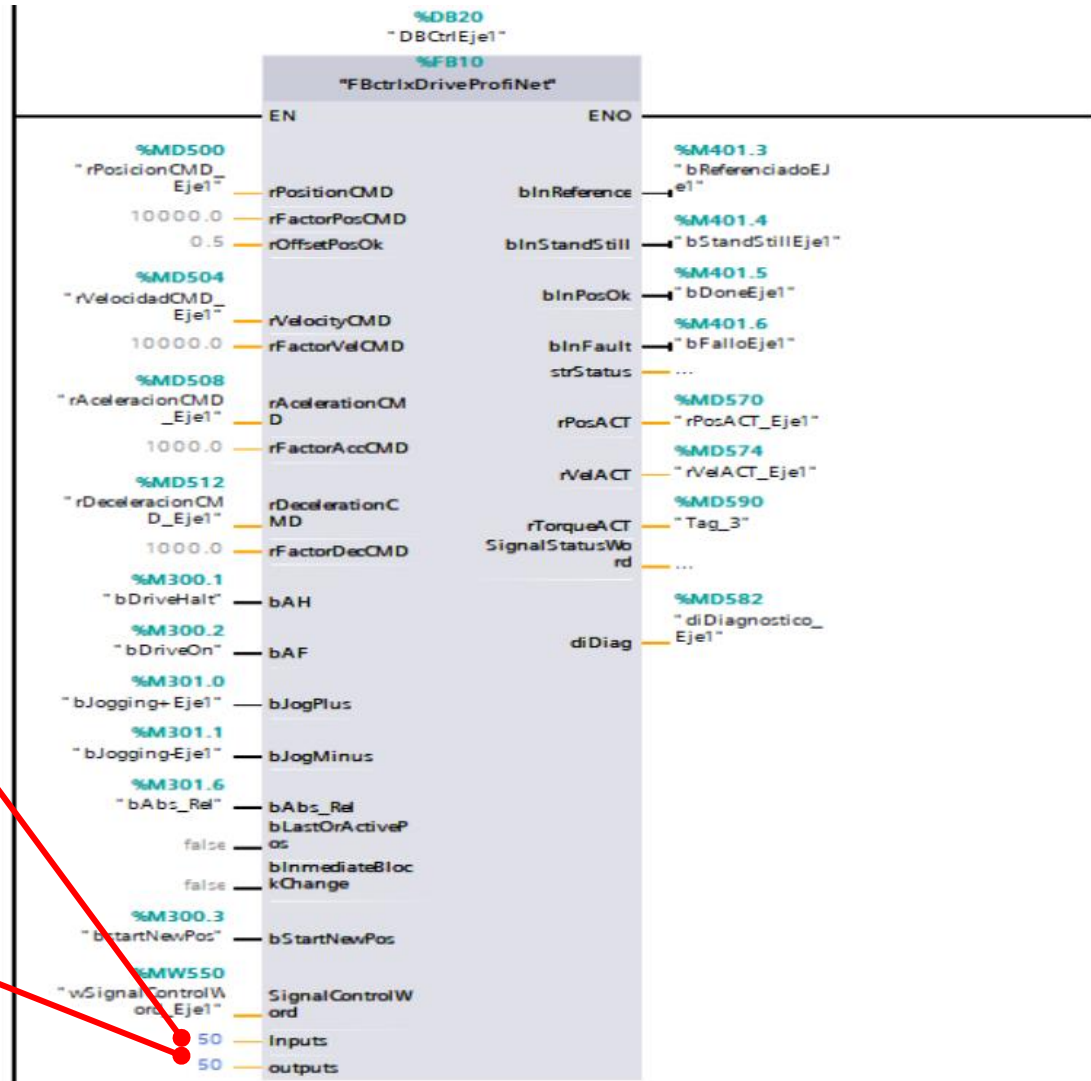 %DB20
"DBCtrlEje1"
%FB10
"FBctrlxDriveProfiNet"
EN
ENO
%MD500
"rPosicionCMD_
Eje1"
rPositionCMD
10000.0
rFactorPosCMD
0.5
rOffsetPosOk
%MD504
"rVelocidadCMD_
Eje1"
rVelocityCMD
10000.0
rFactorVelCMD
%MD508
"rAceleracionCMD
_Eje1"
rAcelerationCM
D
1000.0
rFactorAccCMD
%MD512
"rDeceleracionCM
D_Eje1"
rDecelerationC
MD
1000.0
rFactorDecCMD
%M300.1
"bDriveHalt"
bAH
%M300.2
"bDriveOn"
bAF
%M301.0
"bJogging+Eje1"
bJogPlus
%M301.1
"bJogging-Eje1"
bJogMinus
%M301.6
"bAbs_Rel"
bAbs_Rel
false
bLastOrActiveP
os
false
bInmediateBloc
kChange
%M300.3
"bstartNewPos"
bStartNewPos
%MW550
"wSignalControlW
ord_Eje1"
SignalControlW
ord
50
Inputs
50
outputs
%M401.3
"bReferenciadoEJ
e1"
bInReference
%M401.4
bInStandStill
"bStandStillEje1"
%M401.5
bInPosOk
"bDoneEje1"
%M401.6
bInFault
"bFalloEje1"
strStatus
...
%MD570
rPosACT
"rPosACT_Eje1"
%MD574
rVelACT
"rVelACT_Eje1"
%MD590
rTorqueACT
"Tag_3"
SignalStatusWo
rd
...
%MD582
"diDiagnostico_
Eje1"
diDiag